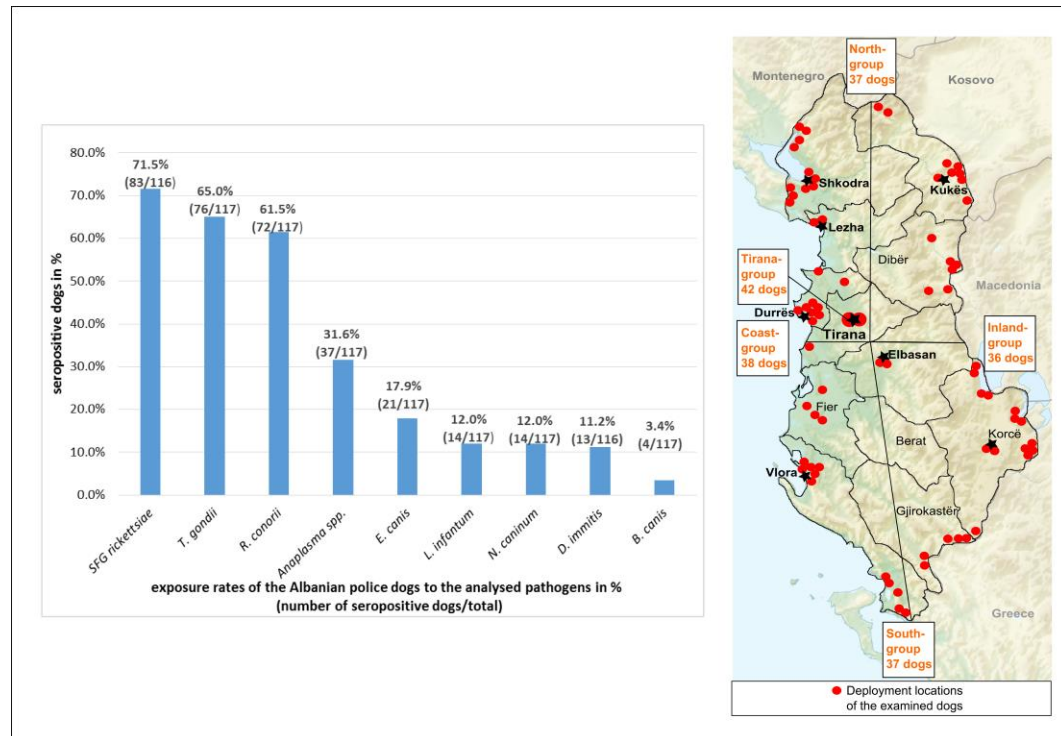 80.0%
70.0%
60.0%
50.0%
40.0%
30.0%
20.0%
10.0%
0.0%
seropositive dogs in %
71.5%
(83/116)
65.0%
(76/117)
61.5%
(72/117)
31.6%
(37/117)
17.9%
(21/117)
12.0%
(14/117)
12.0%
(14/117)
11.2%
(13/116)
3.4%
(4/117)
SFG rickettsiae
T. gondii
R. conorii
Anaplasma spp.
E. canis
L. infantum
N. caninum
D. immitis
B. canis
exposure rates of the Albanian police dogs to the analysed pathogens in %
(number of seropositive dogs/total)
North-
group
37 dogs
Montenegro
Kosovo
Shkodra
Kukës
Lezha
Dibër
Tirana-
group
42 dogs
Macedonia
Durrës
Tirana
Coast-
group
38 dogs
Inland-
group
36 dogs
Elbasan
Fier
Berat
Korcë
Vlora
Gjirokastër
Greece
South-
group
37 dogs
Deployment locations
of the examined dogs